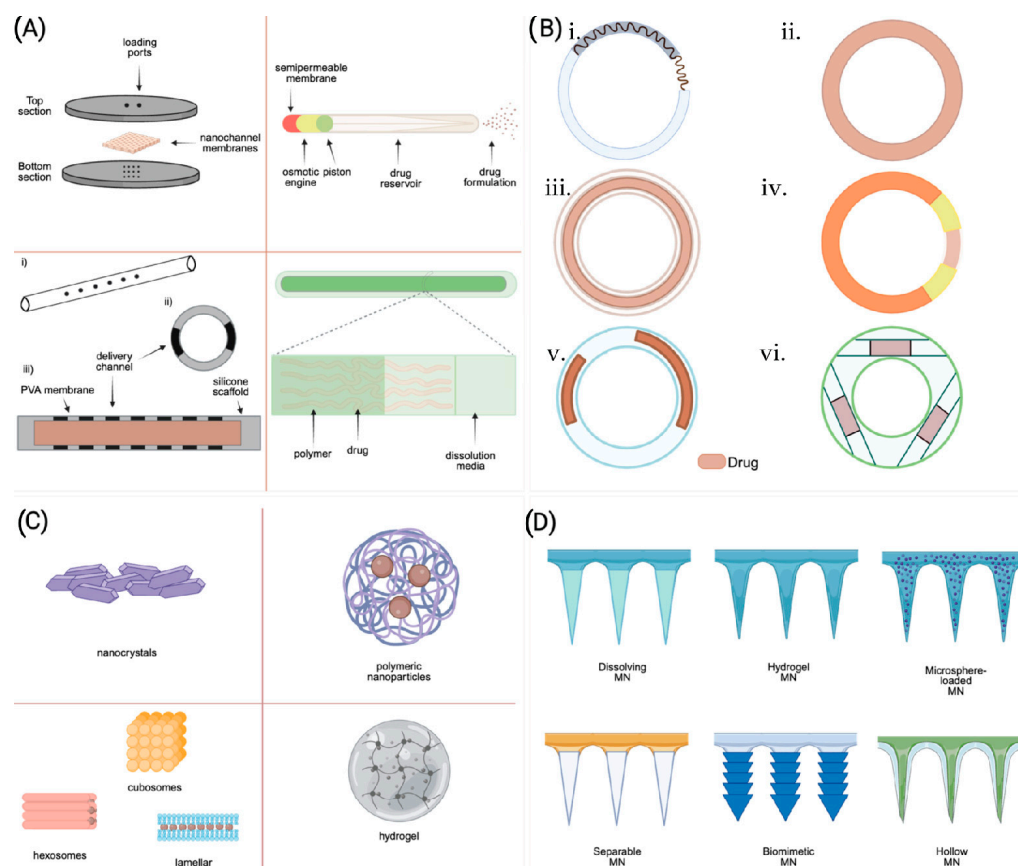 (A)
loading
ports
Top
section
nanochannel
membranes
Bottom
section
semipermeable
membrane
osmotic
engine
piston
drug
reservoir
drug
formulation
i)
ii)
delivery
channel
iii)
PVA membrane
silicone
scaffold
polymer
drug
dissolution
media
(B)
i.
ii.
iii.
iv.
v.
vi.
Drug
(C)
nanocrystals
polymeric
nanoparticles
cubosomes
hexosomes
lamellar
hydrogel
(D)
Dissolving
MN
Hydrogel
MN
Microsphere-
loaded
MN
Separable
MN
Biomimetic
MN
Hollow
MN